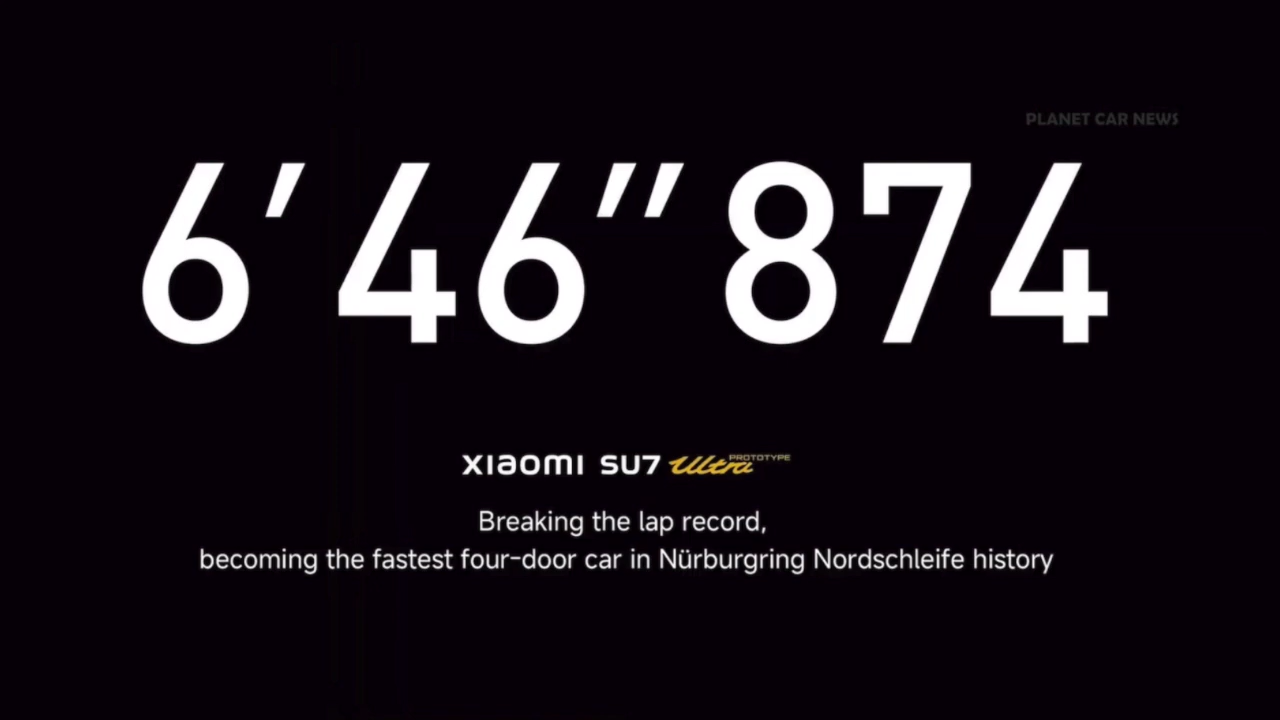 PLANET CAR NEWS
6′46″874
XIAOMI SU7 Ultra PROTOTYPE
Breaking the lap record,
becoming the fastest four-door car in Nürburgring Nordschleife history